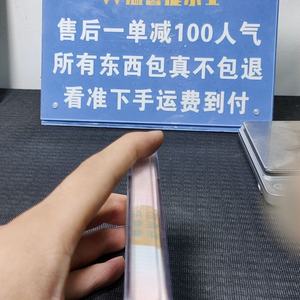 售后一单减100人气
所有东西包真不包退
看准下手运费到付